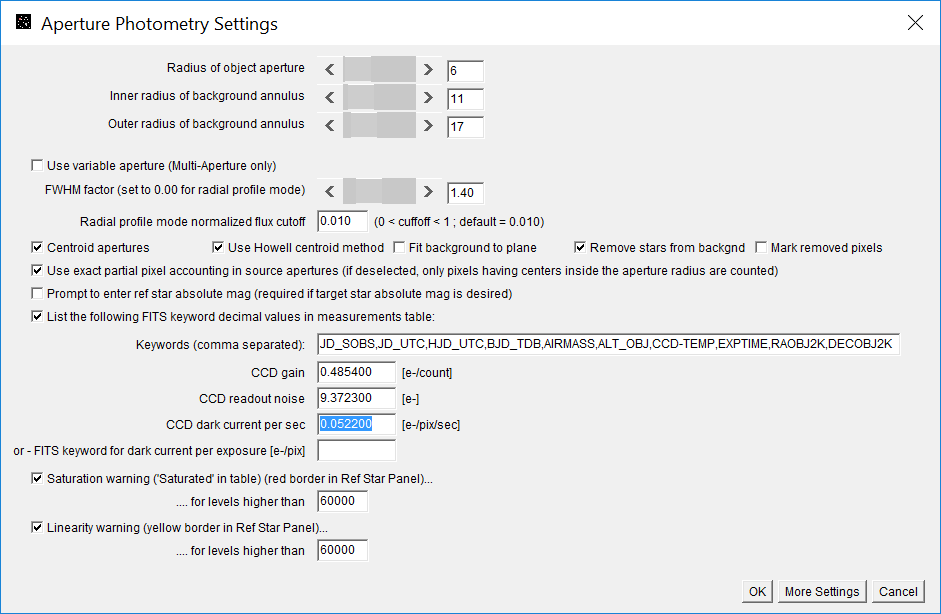 Aperture Photometry Settings
Radius of object aperture 6
Inner radius of background annulus 11
Outer radius of background annulus 17
Use variable aperture (Multi-Aperture only)
FWHM factor (set to 0.00 for radial profile mode) 1.40
Radial profile mode normalized flux cutoff 0.010 (0 < cuffoff < 1 ; default = 0.010)
Centroid apertures Use Howell centroid method Fit background to plane Remove stars from backgnd Mark removed pixels
Use exact partial pixel accounting in source apertures (if deselected, only pixels having centers inside the aperture radius are counted)
Prompt to enter ref star absolute mag (required if target star absolute mag is desired)
List the following FITS keyword decimal values in measurements table:
Keywords (comma separated): JD_SOBS,JD_UTC,HJD_UTC,BJD_TDB,AIRMASS,ALT_OBJ,CCD-TEMP,EXPTIME,RAOBJ2K,DECOBJ2K
CCD gain 0.485400 [e-/count]
CCD readout noise 9.372300 [e-]
CCD dark current per sec 0.052200 [e-/pix/sec]
or - FITS keyword for dark current per exposure [e-/pix]
Saturation warning ('Saturated' in table) (red border in Ref Star Panel)...
.... for levels higher than 60000
Linearity warning (yellow border in Ref Star Panel)...
.... for levels higher than 60000
OK More Settings Cancel